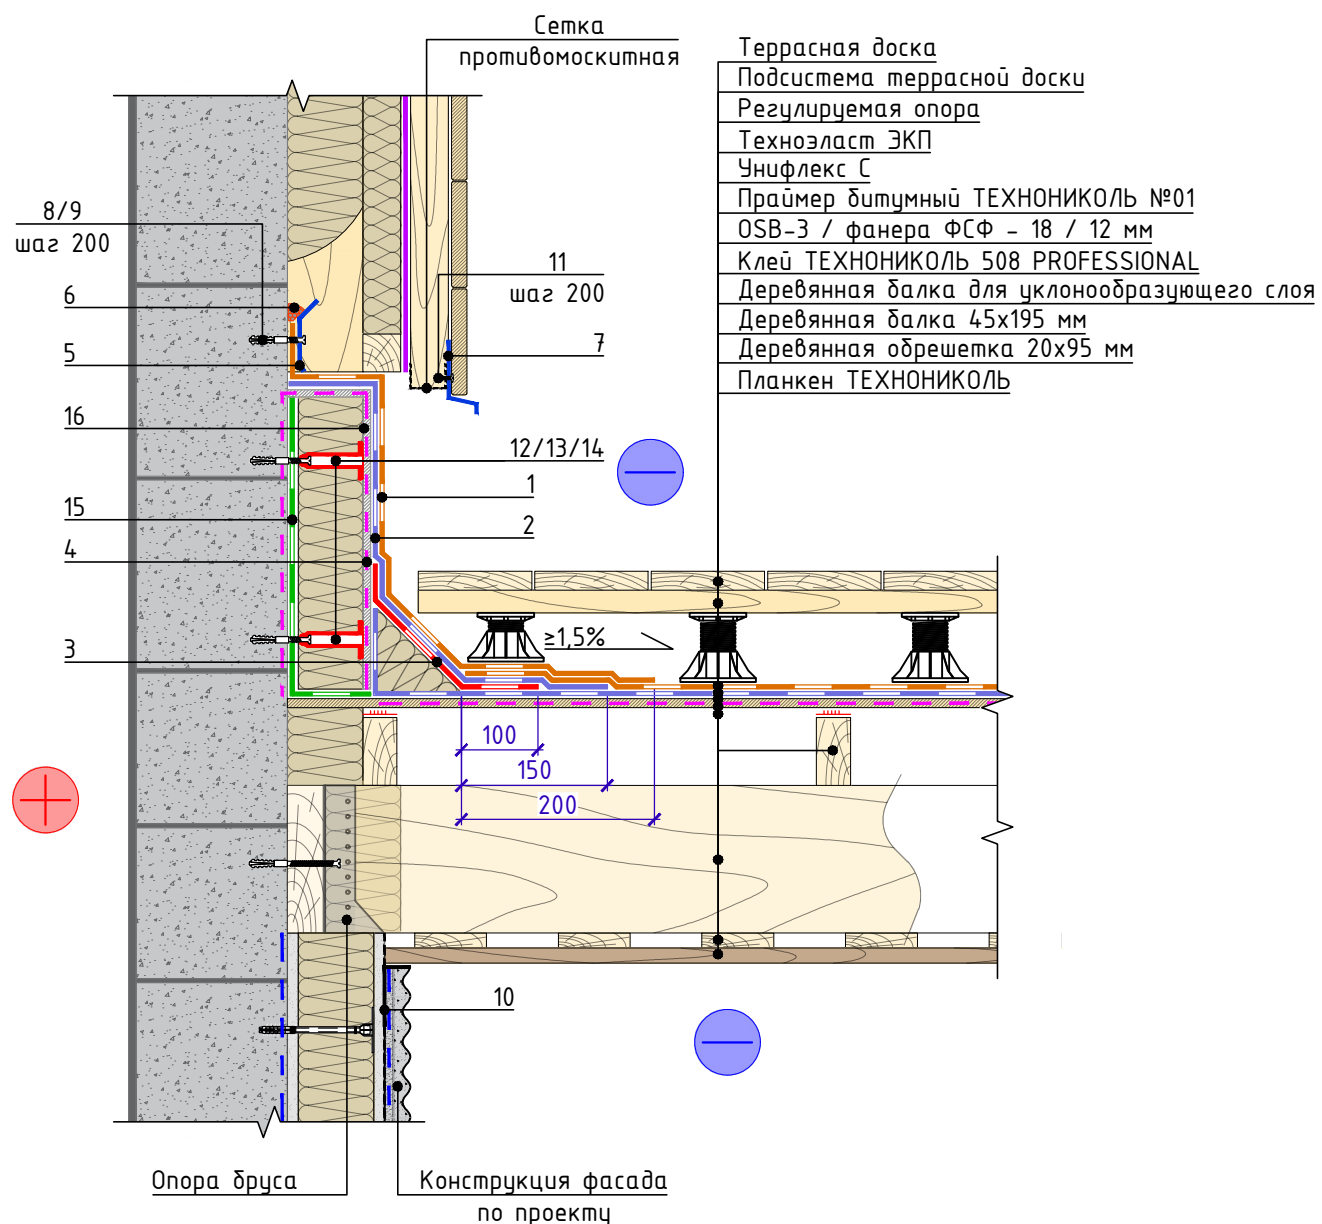 Сетка
противомоскитная
Террасная доска
Подсистема террасной доски
Регулируемая опора
Техноэласт ЭКП
Унифлекс С
Праймер битумный ТЕХНОНИКОЛЬ №01
OSB-3 / фанера ФСФ - 18 / 12 мм
Клей ТЕХНОНИКОЛЬ 508 PROFESSIONAL
Деревянная балка для уклонообразующего слоя
Деревянная балка 45х195 мм
Деревянная обрешетка 20х95 мм
Планкен ТЕХНОНИКОЛЬ
8/9
шаг 200
6
5
11
шаг 200
7
16
12/13/14
1
15
2
4
3
≥1,5%
100
150
200
10
Опора бруса
Конструкция фасада
по проекту